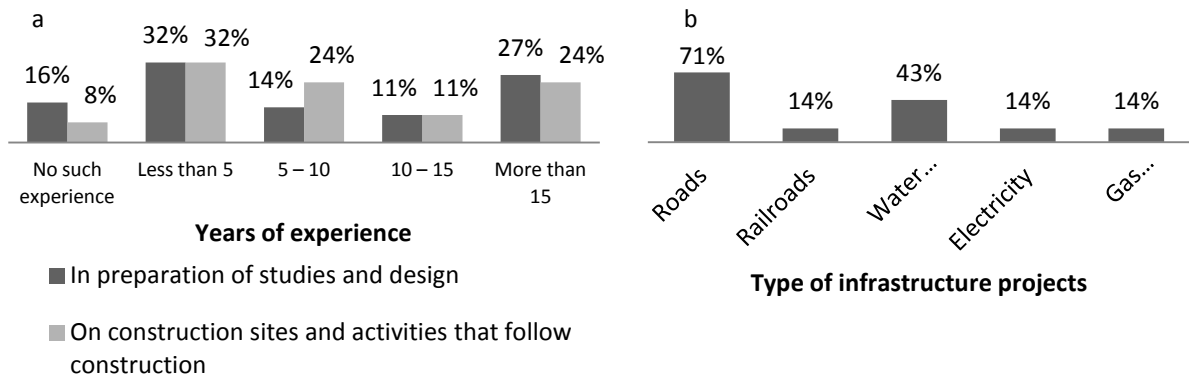 a
16%
8%
32%
32%
14%
24%
11%
11%
27%
24%
No such
experience
Less than 5
5 – 10
10 – 15
More than
15
Years of experience
In preparation of studies and design
On construction sites and activities that follow
construction
b
71%
14%
43%
14%
14%
Roads
Railroads
Water...
Electricity
Gas...
Type of infrastructure projects